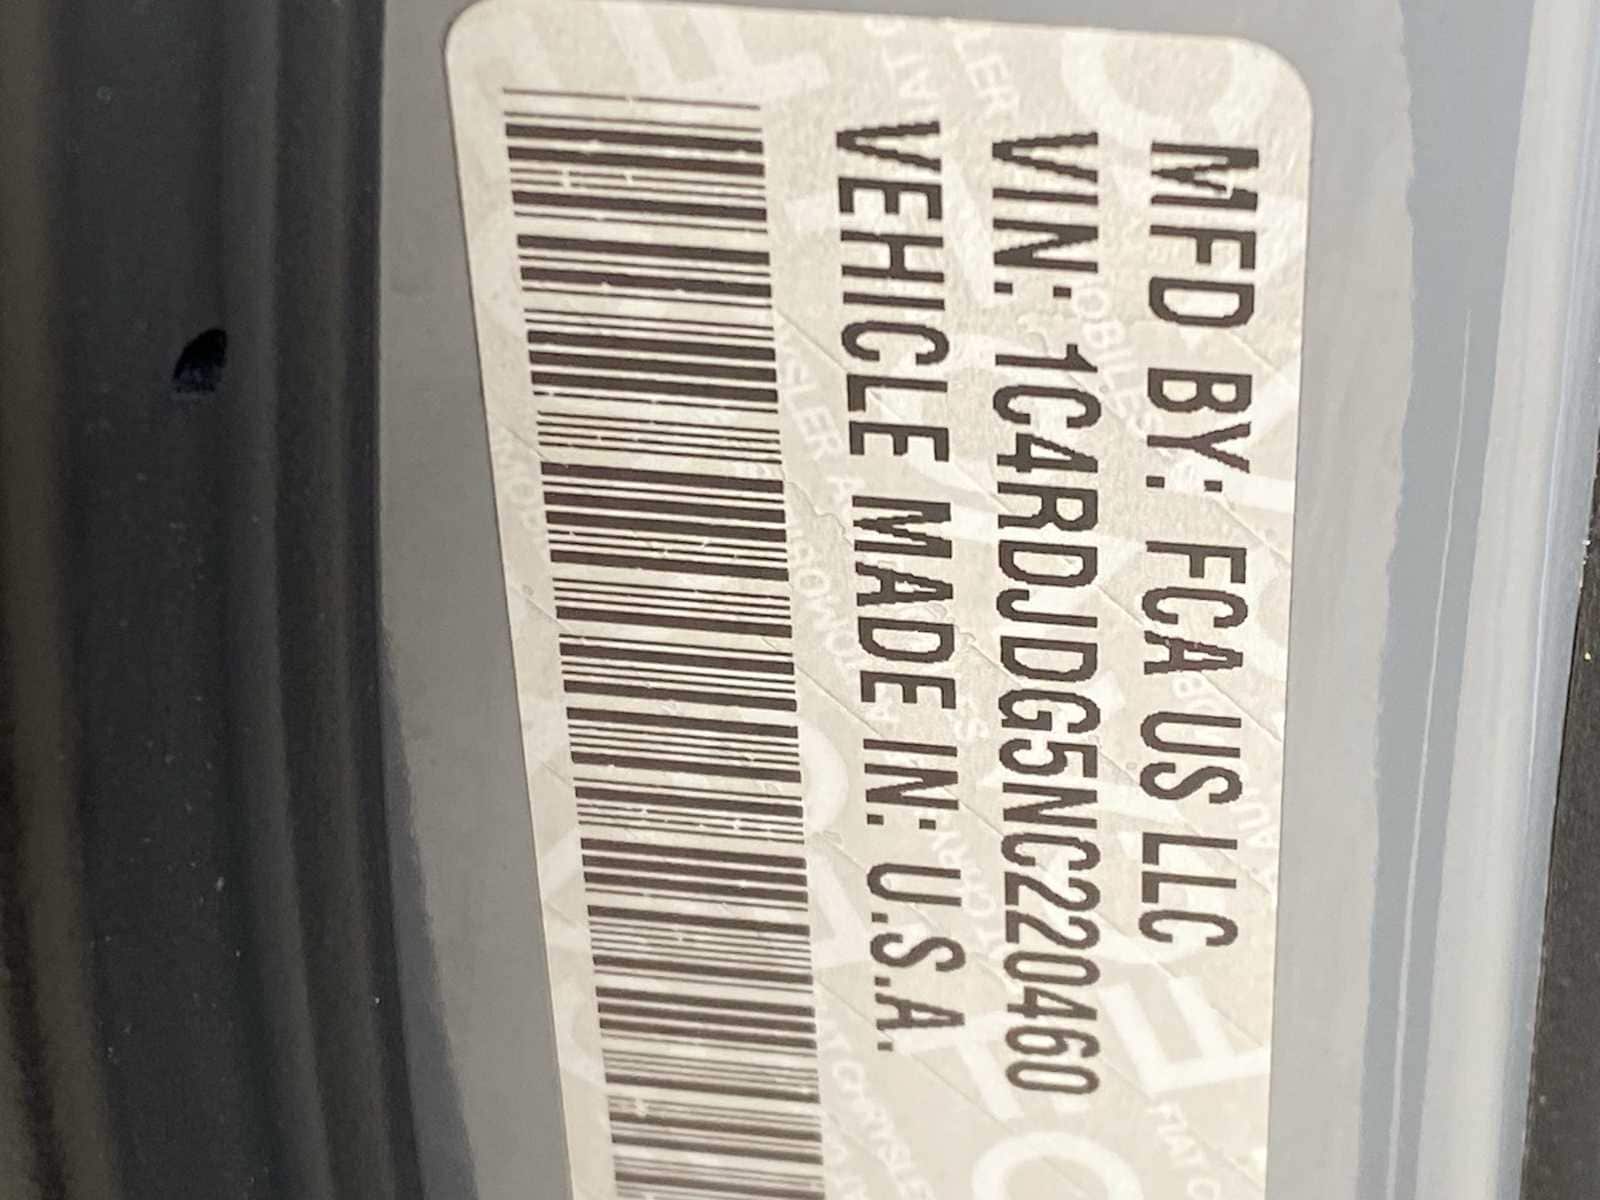 MFD BY: FCA US LLC
VIN: 1C4RDJDG5NC220460
VEHICLE MADE IN: U.S.A.